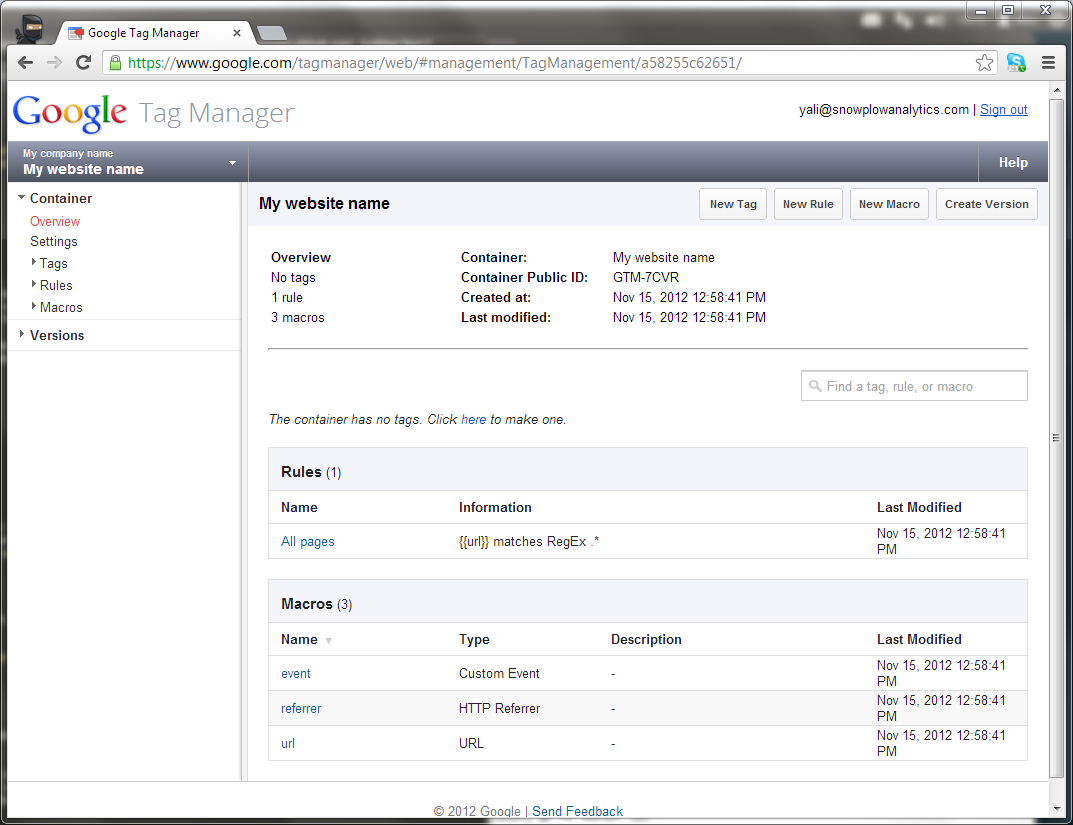 Google Tag Manager
https://www.google.com/tagmanager/web/#management/TagManagement/a58255c62651/
Google Tag Manager
yali@snowplowanalytics.com | Sign out
My company name
My website name
Help
Container
Overview
Settings
Tags
Rules
Macros
Versions
My website name
New Tag
New Rule
New Macro
Create Version
Overview
No tags
1 rule
3 macros
Container: My website name
Container Public ID: GTM-7CVR
Created at: Nov 15, 2012 12:58:41 PM
Last modified: Nov 15, 2012 12:58:41 PM
Find a tag, rule, or macro
The container has no tags. Click here to make one.
Rules (1)
Name Information Last Modified
All pages {{url}} matches RegEx .* Nov 15, 2012 12:58:41
PM
Macros (3)
Name Type Description Last Modified
event Custom Event - Nov 15, 2012 12:58:41
PM
referrer HTTP Referrer - Nov 15, 2012 12:58:41
PM
url URL - Nov 15, 2012 12:58:41
PM
© 2012 Google | Send Feedback